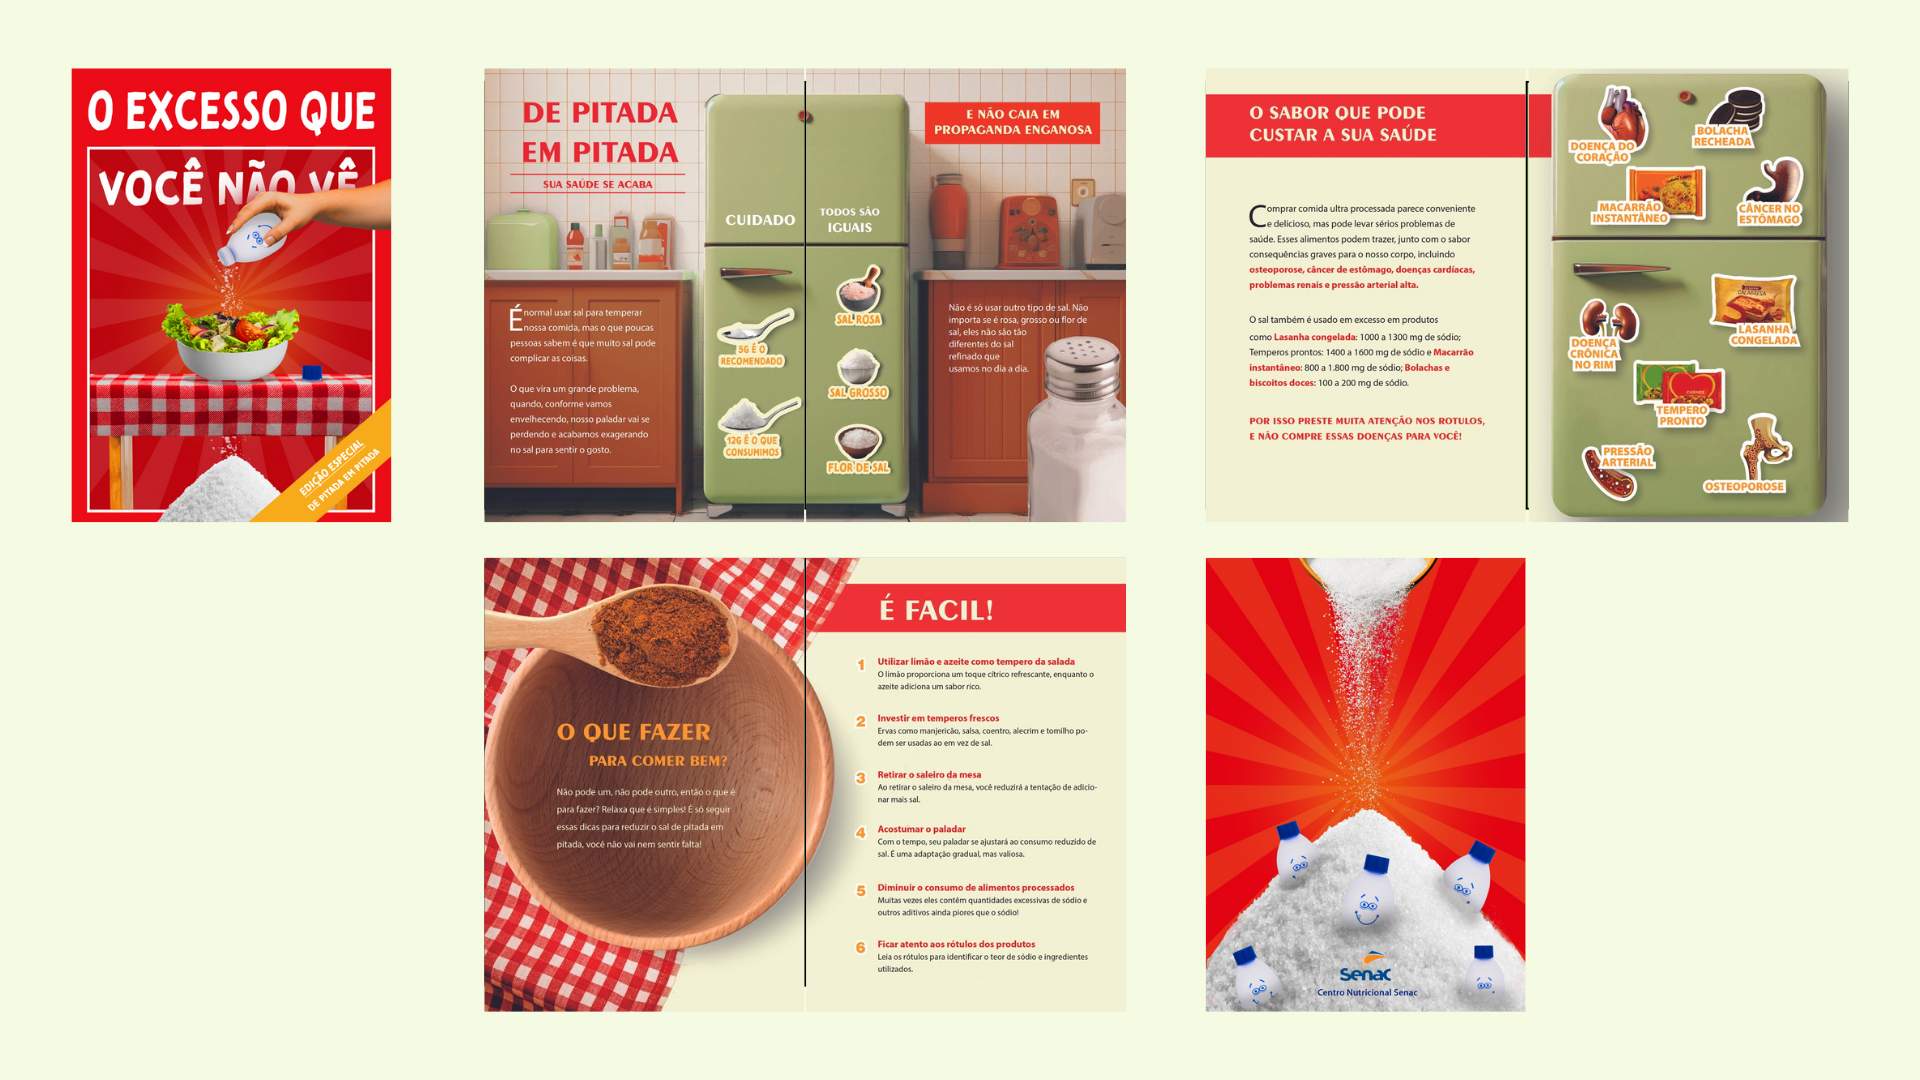 O EXCESSO QUE
VOCÊ NÃO VÊ
EDIÇÃO ESPECIAL
DE PITADA EM PITADA
DE PITADA
EM PITADA
SUA SAÚDE SE ACABA
É normal usar sal para temperar
nossa comida, mas o que poucas
pessoas sabem é que muito sal pode
complicar as coisas.
O que vira um grande problema,
quando, conforme vamos
envelhecendo, nosso paladar vai se
perdendo e acabamos exagerando
no sal para sentir o gosto.
CUIDADO
5G É O
RECOMENDADO
12G É O QUE
CONSUMIMOS
TODOS SÃO
IGUAIS
SAL ROSA
SAL GROSSO
FLOR DE SAL
E NÃO CAIA EM
PROPAGANDA ENGANOSA
Não é só usar outro tipo de sal. Não
importa se é rosa, grosso ou flor de
sal, eles não são tão
diferentes do sal
refinado que
usamos no dia a dia.
O SABOR QUE PODE
CUSTAR A SUA SAÚDE
Comprar comida ultra processada parece conveniente
e delicioso, mas pode levar sérios problemas de
saúde. Esses alimentos podem trazer, junto com o sabor
consequências graves para o nosso corpo, incluindo
osteoporose, câncer de estômago, doenças cardíacas,
problemas renais e pressão arterial alta.
O sal também é usado em excesso em produtos
como Lasanha congelada: 1000 a 1300 mg de sódio;
Temperos prontos: 1400 a 1600 mg de sódio e Macarrão
instantâneo: 800 a 1.800 mg de sódio; Bolachas e
biscoitos doces: 100 a 200 mg de sódio.
POR ISSO PRESTE MUITA ATENÇÃO NOS ROTULOS,
E NÃO COMPRE ESSAS DOENÇAS PARA VOCÊ!
DOENÇA DO
CORAÇÃO
BOLACHA
RECHEADA
MACARRÃO
INSTANTÂNEO
CÂNCER NO
ESTÔMAGO
DOENÇA
CRÔNICA
NO RIM
LASANHA
CONGELADA
TEMPERO
PRONTO
PRESSÃO
ARTERIAL
OSTEOPOROSE
O QUE FAZER
PARA COMER BEM?
Não pode um, não pode outro, então o que é
para fazer? Relaxa que é simples! É só seguir
essas dicas para reduzir o sal de pitada em
pitada, você não vai nem sentir falta!
É FACIL!
1 Utilizar limão e azeite como tempero da salada
O limão proporciona um toque cítrico refrescante, enquanto o
azeite adiciona um sabor rico.
2 Investir em temperos frescos
Ervas como manjericão, salsa, coentro, alecrim e tomilho po-
dem ser usadas ao em vez de sal.
3 Retirar o saleiro da mesa
Ao retirar o saleiro da mesa, você reduzirá a tentação de adicio-
nar mais sal.
4 Acostumar o paladar
Com o tempo, seu paladar se ajustará ao consumo reduzido de
sal. É uma adaptação gradual, mas valiosa.
5 Diminuir o consumo de alimentos processados
Muitas vezes eles contém quantidades excessivas de sódio e
outros aditivos ainda piores que o sódio!
6 Ficar atento aos rótulos dos produtos
Leia os rótulos para identificar o teor de sódio e ingredientes
utilizados.
Senac
Centro Nutricional Senac